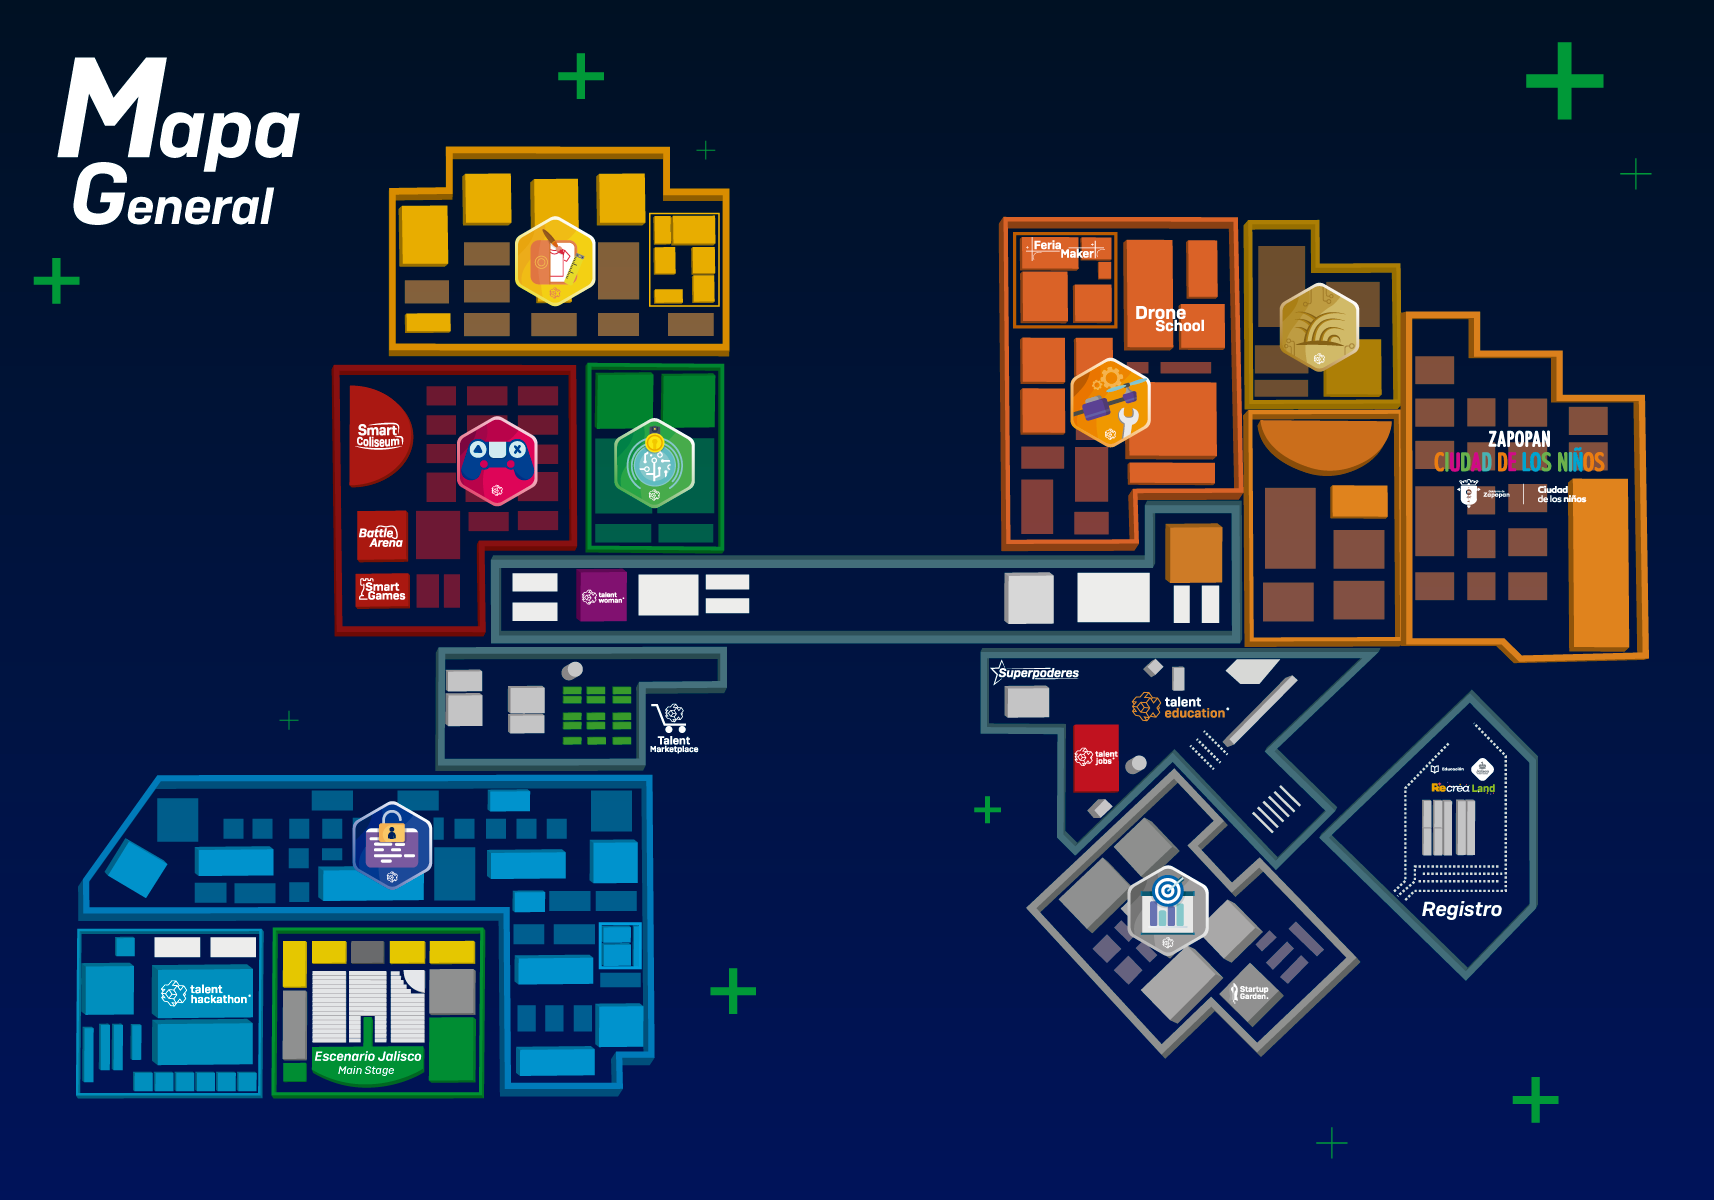 Mapa
General
Feria
Maker
Drone
School
Smart
Coliseum
ZAPOPAN
CIUDAD DE LOS NIÑOS
Zapopan
Ciudad
de los niños
Battle
Arena
Smart
Games
talent
woman
Superpoderes
talent
education
Talent
Marketplace
talent
jobs
Educación
Recrea Land
Registro
talent
hackathon
Startup
Garden.
Escenario Jalisco
Main Stage